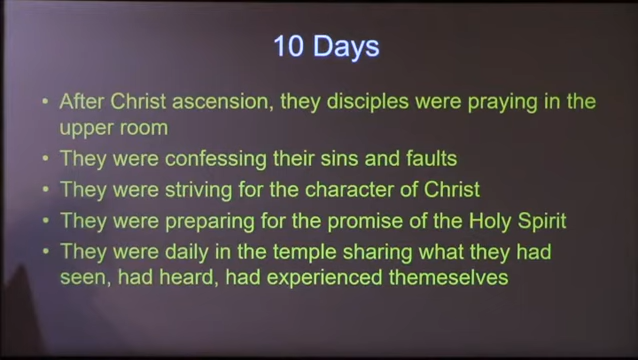 10 Days
• After Christ ascension, they disciples were praying in the
upper room
• They were confessing their sins and faults
• They were striving for the character of Christ
• They were preparing for the promise of the Holy Spirit
• They were daily in the temple sharing what they had
seen, had heard, had experienced themeselves